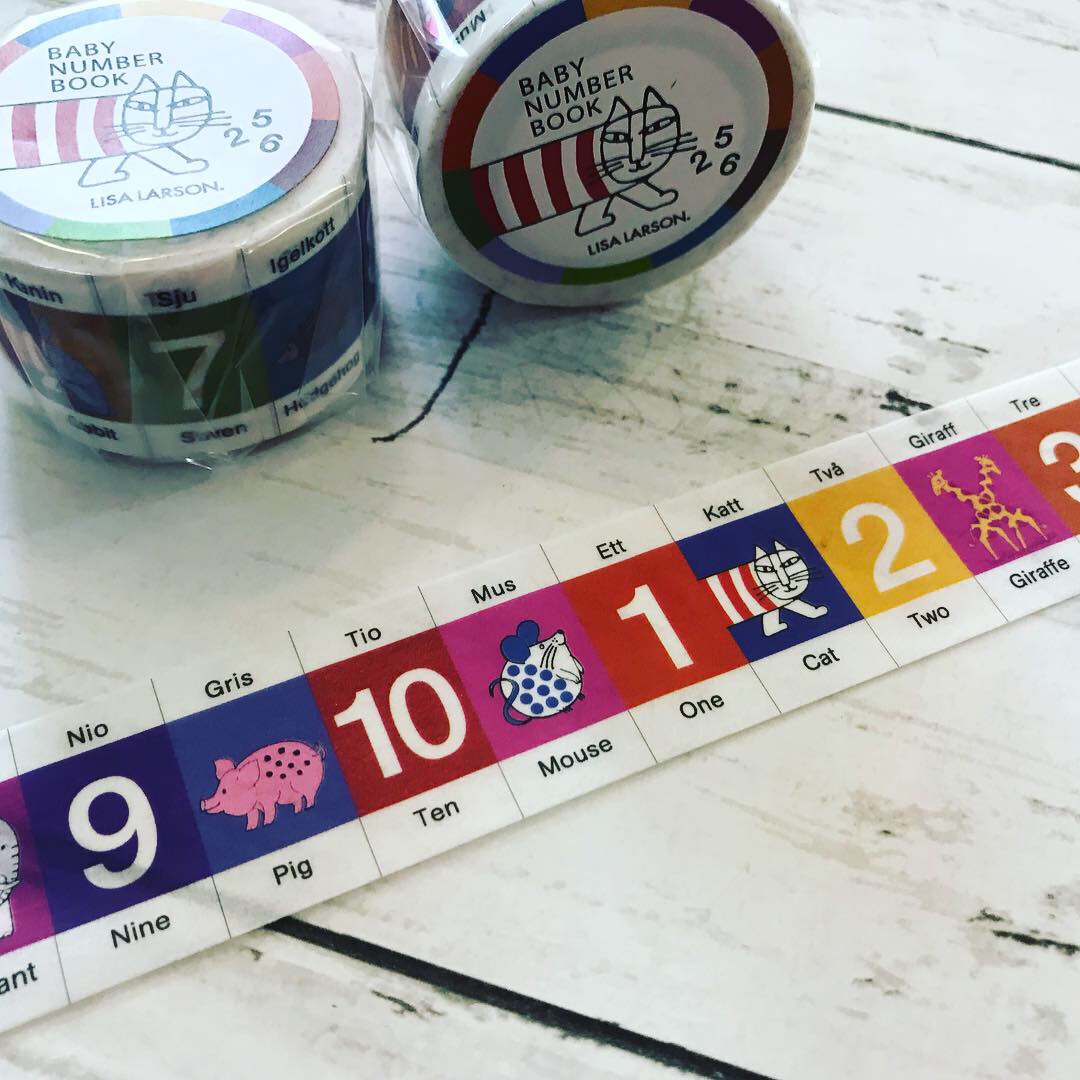 BABY
NUMBER
BOOK
2 5 6
LISA LARSON.
Kanin
Sju
Igelkott
7
Seven
Hedgehog
BABY
NUMBER
BOOK
2 5 6
LISA LARSON.
Nio
Gris
Tio
Mus
Ett
Katt
Två
Giraff
Tre
9
10
1
2
3
ant
Nine
Pig
Ten
Mouse
One
Cat
Two
Giraffe